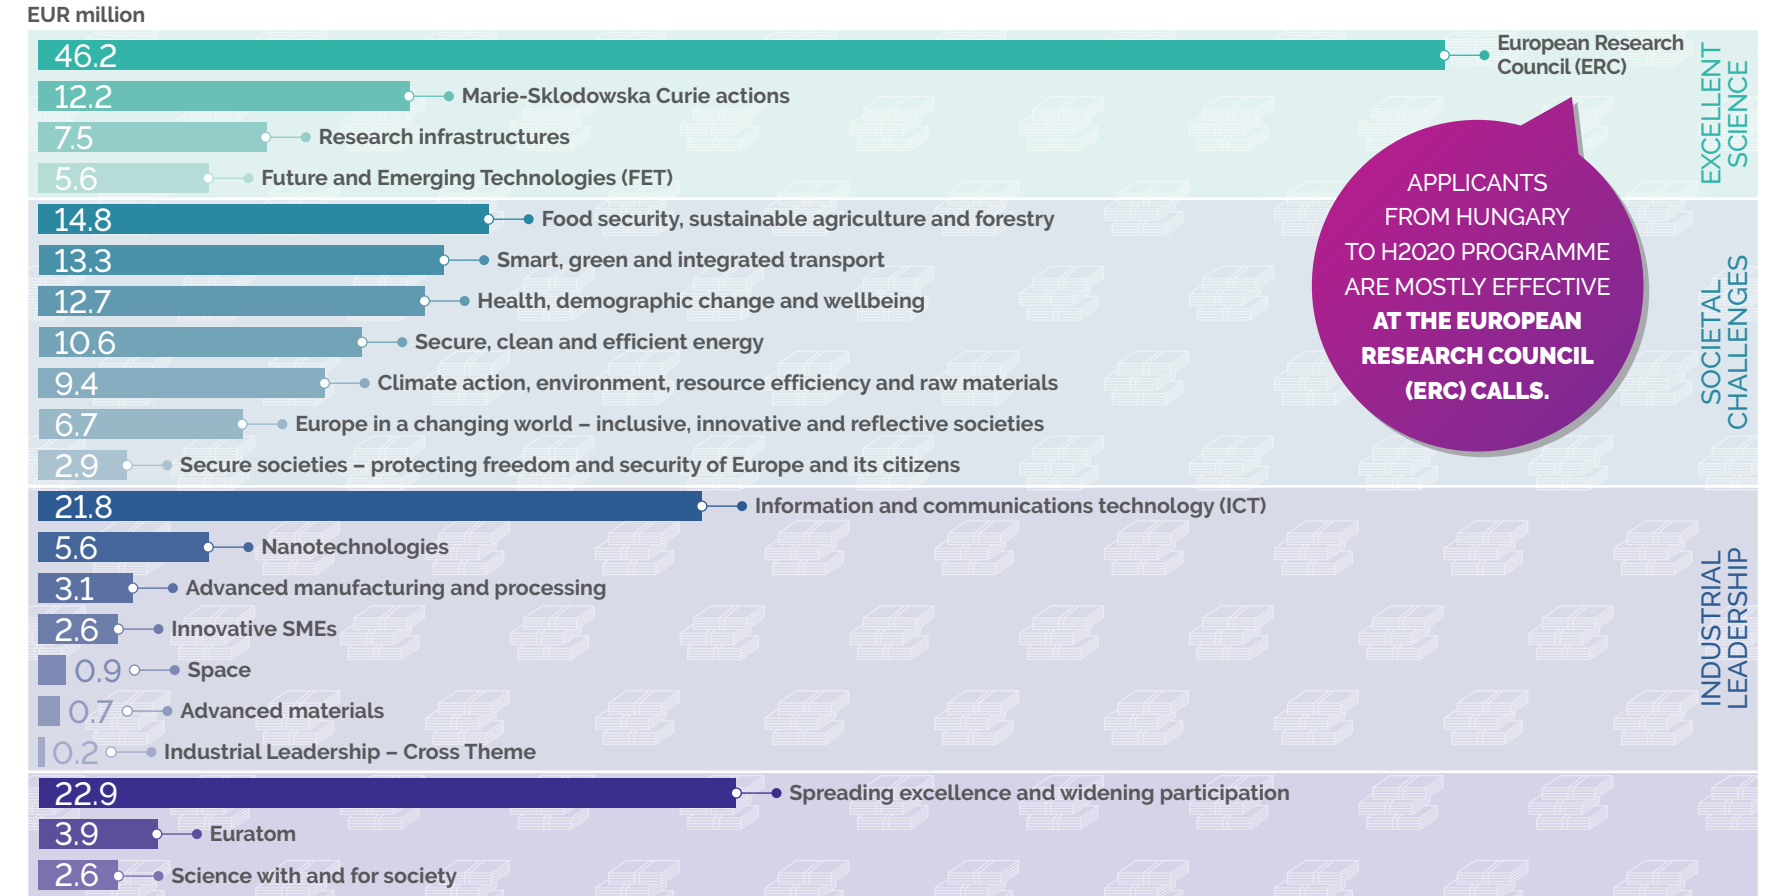 EUR million
46.2
European Research
Council (ERC)
12.2
Marie-Sklodowska Curie actions
7.5
Research infrastructures
5.6
Future and Emerging Technologies (FET)
EXCELLENT
SCIENCE
APPLICANTS
FROM HUNGARY
TO H2020 PROGRAMME
ARE MOSTLY EFFECTIVE
AT THE EUROPEAN
RESEARCH COUNCIL
(ERC) CALLS.
14.8
Food security, sustainable agriculture and forestry
13.3
Smart, green and integrated transport
12.7
Health, demographic change and wellbeing
10.6
Secure, clean and efficient energy
9.4
Climate action, environment, resource efficiency and raw materials
6.7
Europe in a changing world – inclusive, innovative and reflective societies
2.9
Secure societies – protecting freedom and security of Europe and its citizens
SOCIETAL
CHALLENGES
21.8
Information and communications technology (ICT)
5.6
Nanotechnologies
3.1
Advanced manufacturing and processing
2.6
Innovative SMEs
0.9
Space
0.7
Advanced materials
0.2
Industrial Leadership – Cross Theme
INDUSTRIAL
LEADERSHIP
22.9
Spreading excellence and widening participation
3.9
Euratom
2.6
Science with and for society